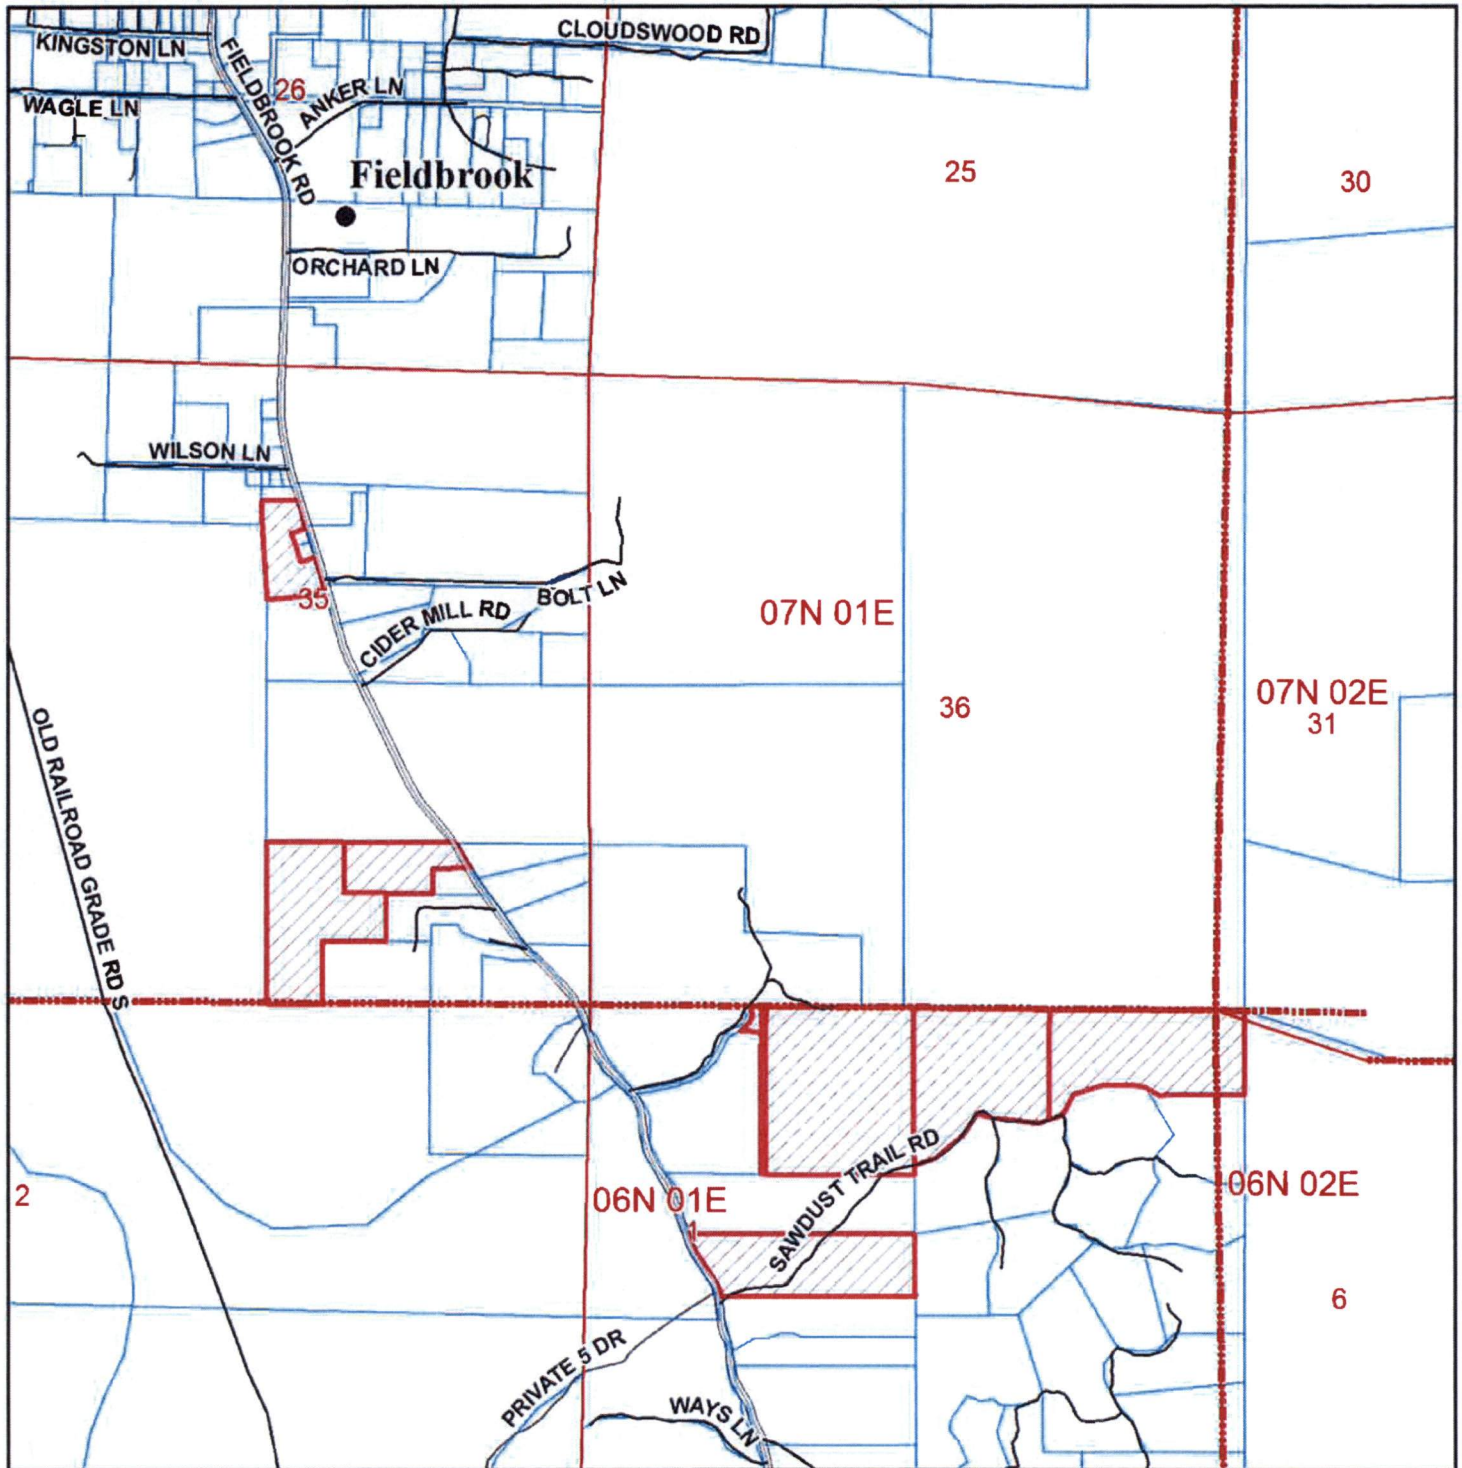 CLOUDSWOOD RD
KINGSTON LN
FIELDBROOK RD
26
ANKER LN
WAGLE LN
Fieldbrook
25
30
ORCHARD LN
WILSON LN
35
BOLT LN
CIDER MILL RD
07N 01E
36
07N 02E
31
OLD RAILROAD GRADE RD S
2
06N 01E
1
SAWDUST TRAIL RD
06N 02E
6
PRIVATE 5 DR
WAYS LN